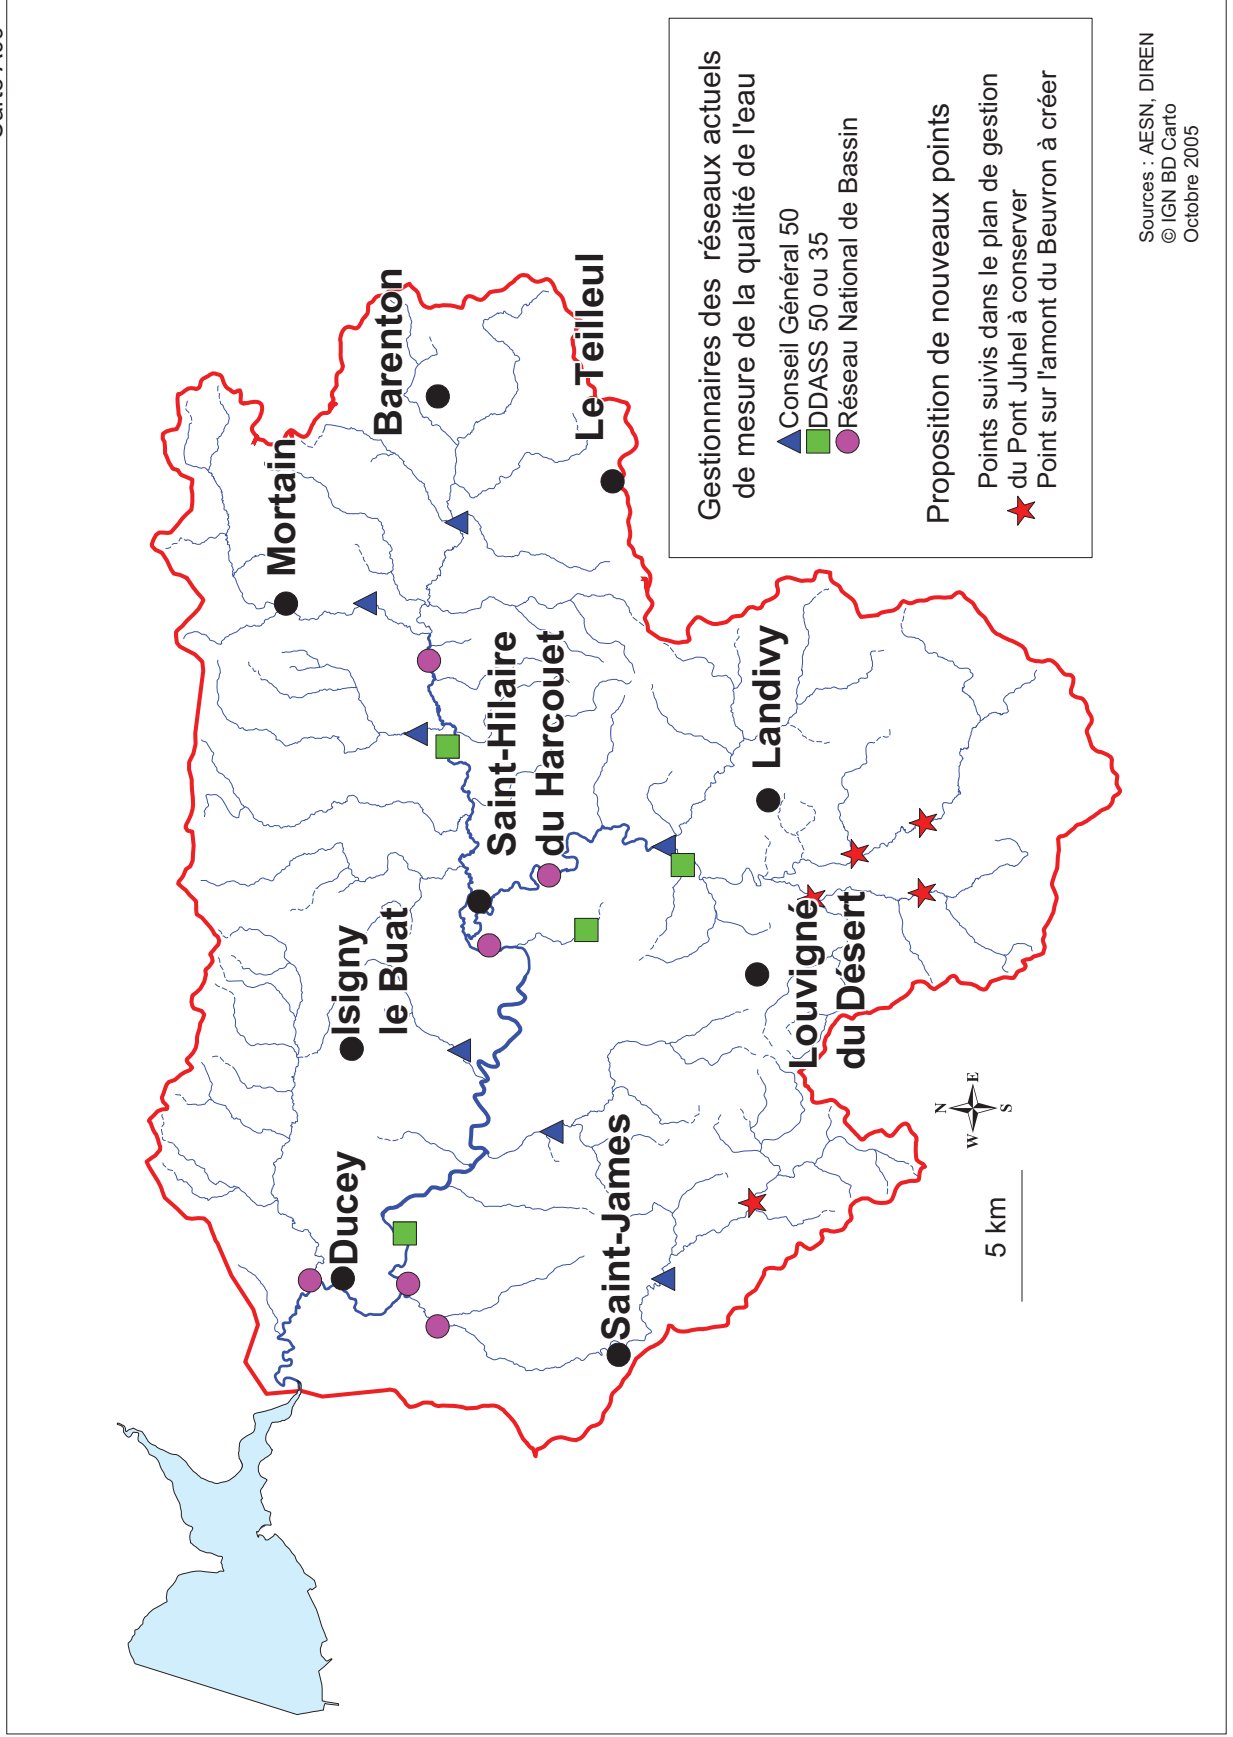 Mortain
Barenton
Le Teilleul
Saint-Hilaire
du Harcouet
Isigny
le Buat
Ducey
Saint-James
Landivy
Louvigné
du Désert
Gestionnaires des réseaux actuels
de mesure de la qualité de l'eau
Conseil Général 50
DDASS 50 ou 35
Réseau National de Bassin
Proposition de nouveaux points
Points suivis dans le plan de gestion
du Pont Juhel à conserver
Point sur l'amont du Beuvron à créer
N
W
E
S
5 km
Sources : AESN, DIREN
© IGN BD Carto
Octobre 2005